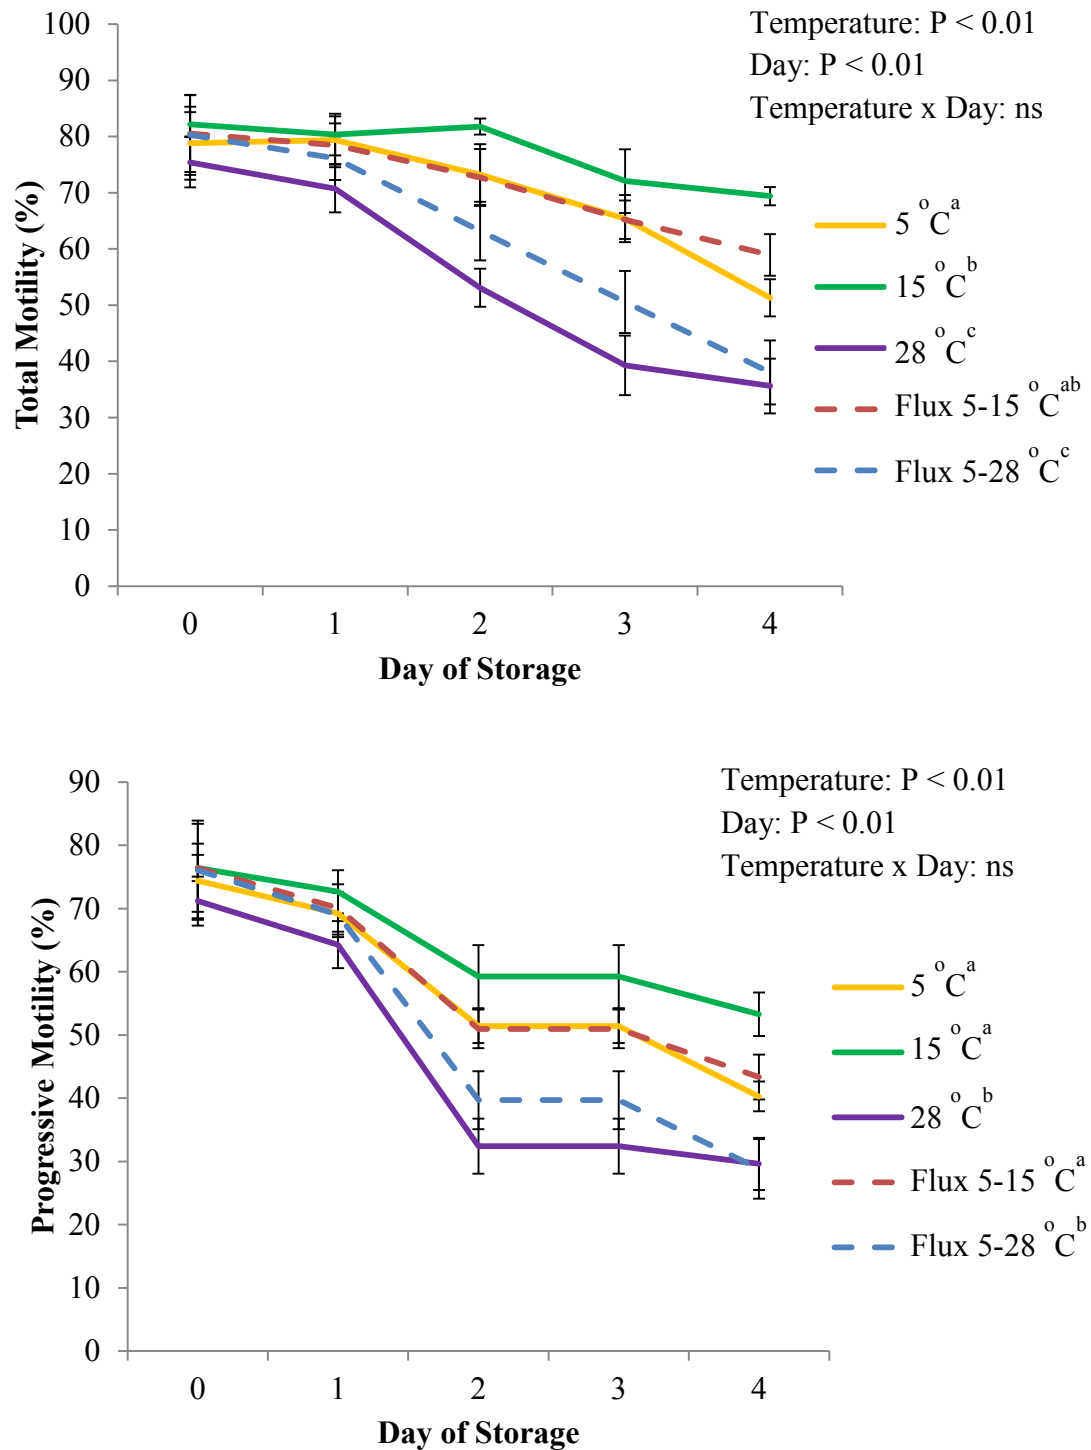 Temperature: P < 0.01
Day: P < 0.01
Temperature x Day: ns
100
90
80
70
60
50
40
30
20
10
0
Total Motility (%)
0 1 2 3 4
Day of Storage
5 °C^a
15 °C^b
28 °C^c
Flux 5-15 °C^ab
Flux 5-28 °C^c
Temperature: P < 0.01
Day: P < 0.01
Temperature x Day: ns
90
80
70
60
50
40
30
20
10
0
Progressive Motility (%)
0 1 2 3 4
Day of Storage
5 °C^a
15 °C^a
28 °C^b
Flux 5-15 °C^a
Flux 5-28 °C^b